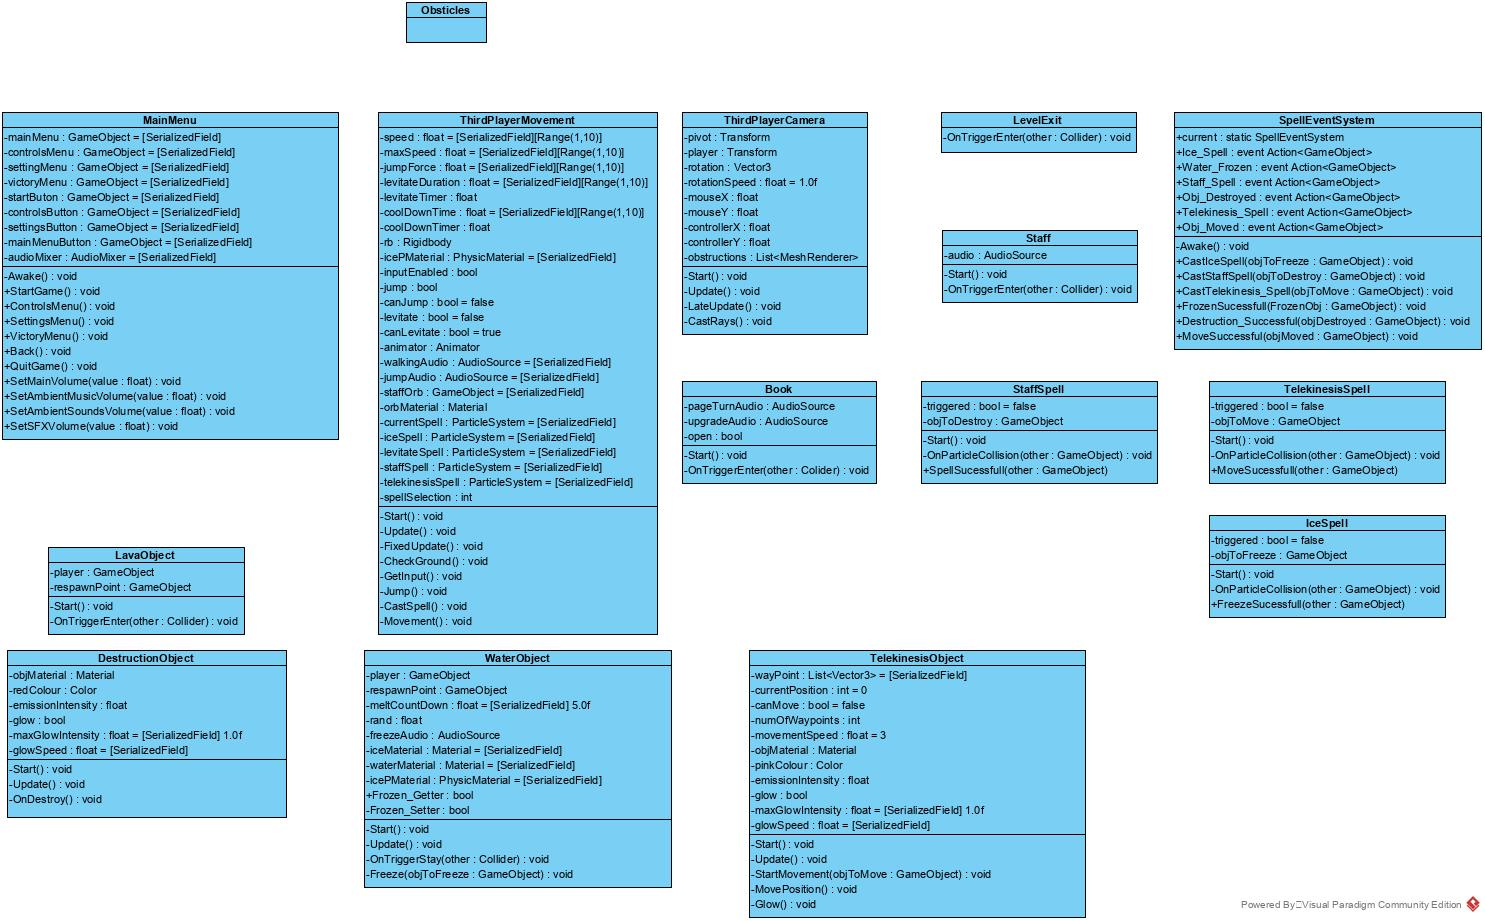 Obsticles
MainMenu
-mainMenu : GameObject = [SerializedField]
-controlsMenu : GameObject = [SerializedField]
-settingMenu : GameObject = [SerializedField]
-victoryMenu : GameObject = [SerializedField]
-startButon : GameObject = [SerializedField]
-controlsButton : GameObject = [SerializedField]
-settingsButton : GameObject = [SerializedField]
-mainMenuButton : GameObject = [SerializedField]
-audioMixer : AudioMixer = [SerializedField]
-Awake() : void
+StartGame() : void
+ControlsMenu() : void
+SettingsMenu() : void
+VictoryMenu() : void
+Back() : void
+QuitGame() : void
+SetMainVolume(value : float) : void
+SetAmbientMusicVolume(value : float) : void
+SetAmbientSoundsVolume(value : float) : void
+SetSFXVolume(value : float) : void
ThirdPlayerMovement
-speed : float = [SerializedField][Range(1,10)]
-maxSpeed : float = [SerializedField][Range(1,10)]
-jumpForce : float = [SerializedField][Range(1,10)]
-levitateDuration : float = [SerializedField][Range(1,10)]
-levitateTimer : float
-coolDownTime : float = [SerializedField][Range(1,10)]
-coolDownTimer : float
-rb : Rigidbody
-icePMaterial : PhysicMaterial = [SerializedField]
-inputEnabled : bool
-jump : bool
-canJump : bool = false
-levitate : bool = false
-canLevitate : bool = true
-animator : Animator
-walkingAudio : AudioSource = [SerializedField]
-jumpAudio : AudioSource = [SerializedField]
-staffOrb : GameObject = [SerializedField]
-orbMaterial : Material
-currentSpell : ParticleSystem = [SerializedField]
-iceSpell : ParticleSystem = [SerializedField]
-levitateSpell : ParticleSystem = [SerializedField]
-staffSpell : ParticleSystem = [SerializedField]
-telekinesisSpell : ParticleSystem = [SerializedField]
-spellSelection : int
-Start() : void
-Update() : void
-FixedUpdate() : void
-CheckGround() : void
-GetInput() : void
-Jump() : void
-CastSpell() : void
-Movement() : void
ThirdPlayerCamera
-pivot : Transform
-player : Transform
-rotation : Vector3
-rotationSpeed : float = 1.0f
-mouseX : float
-mouseY : float
-controllerX : float
-controllerY : float
-obstructions : List<MeshRenderer>
-Start() : void
-Update() : void
-LateUpdate() : void
-CastRays() : void
LevelExit
-OnTriggerEnter(other : Collider) : void
Staff
-audio : AudioSource
-Start() : void
-OnTriggerEnter(other : Collider) : void
SpellEventSystem
+current : static SpellEventSystem
+Ice_Spell : event Action<GameObject>
+Water_Frozen : event Action<GameObject>
+Staff_Spell : event Action<GameObject>
+Obj_Destroyed : event Action<GameObject>
+Telekinesis_Spell : event Action<GameObject>
+Obj_Moved : event Action<GameObject>
-Awake() : void
+CastIceSpell(objToFreeze : GameObject) : void
+CastStaffSpell(objToDestroy : GameObject) : void
+CastTelekinesis_Spell(objToMove : GameObject) : void
+FrozenSucessfull(FrozenObj : GameObject) : void
+Destruction_Successful(objDestroyed : GameObject) : void
+MoveSuccessful(objMoved : GameObject) : void
Book
-pageTurnAudio : AudioSource
-upgradeAudio : AudioSource
-open : bool
-Start() : void
-OnTriggerEnter(other : Colider) : void
StaffSpell
-triggered : bool = false
-objToDestroy : GameObject
-Start() : void
-OnParticleCollision(other : GameObject) : void
+SpellSucessfull(other : GameObject)
TelekinesisSpell
-triggered : bool = false
-objToMove : GameObject
-Start() : void
-OnParticleCollision(other : GameObject) : void
+MoveSucessfull(other : GameObject)
IceSpell
-triggered : bool = false
-objToFreeze : GameObject
-Start() : void
-OnParticleCollision(other : GameObject) : void
+FreezeSucessfull(other : GameObject)
LavaObject
-player : GameObject
-respawnPoint : GameObject
-Start() : void
-OnTriggerEnter(other : Collider) : void
DestructionObject
-objMaterial : Material
-redColour : Color
-emissionIntensity : float
-glow : bool
-maxGlowIntensity : float = [SerializedField] 1.0f
-glowSpeed : float = [SerializedField]
-Start() : void
-Update() : void
-OnDestroy() : void
WaterObject
-player : GameObject
-respawnPoint : GameObject
-meltCountDown : float = [SerializedField] 5.0f
-rand : float
-freezeAudio : AudioSource
-iceMaterial : Material = [SerializedField]
-waterMaterial : Material = [SerializedField]
-icePMaterial : PhysicMaterial = [SerializedField]
+Frozen_Getter : bool
-Frozen_Setter : bool
-Start() : void
-Update() : void
-OnTriggerStay(other : Collider) : void
-Freeze(objToFreeze : GameObject) : void
TelekinesisObject
-wayPoint : List<Vector3> = [SerializedField]
-currentPosition : int = 0
-canMove : bool = false
-numOfWaypoints : int
-movementSpeed : float = 3
-objMaterial : Material
-pinkColour : Color
-emissionIntensity : float
-glow : bool
-maxGlowIntensity : float = [SerializedField] 1.0f
-glowSpeed : float = [SerializedField]
-Start() : void
-Update() : void
-StartMovement(objToMove : GameObject) : void
-MovePosition() : void
-Glow() : void
Powered By Visual Paradigm Community Edition